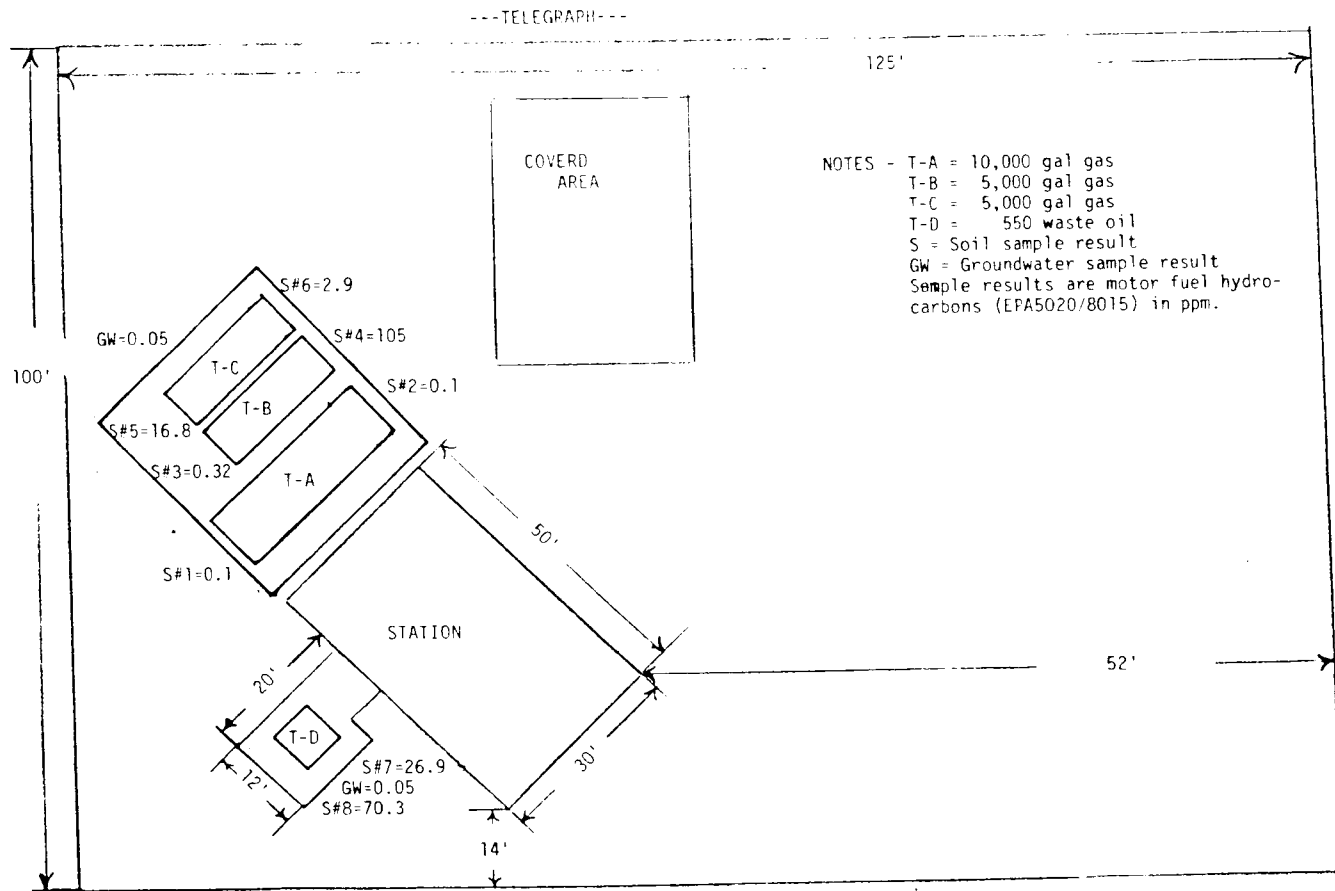 ---TELEGRAPH---
125'
COVERD
AREA
NOTES - T-A = 10,000 gal gas
T-B = 5,000 gal gas
T-C = 5,000 gal gas
T-D = 550 waste oil
S = Soil sample result
GW = Groundwater sample result
Sample results are motor fuel hydro-
carbons (EPA5020/8015) in ppm.
S#6=2.9
GW=0.05
S#4=105
100'
T-C
S#2=0.1
T-B
S#5=16.8
S#3=0.32
T-A
50'
S#1=0.1
STATION
52'
20'
T-D
30'
12'
S#7=26.9
GW=0.05
S#8=70.3
14'